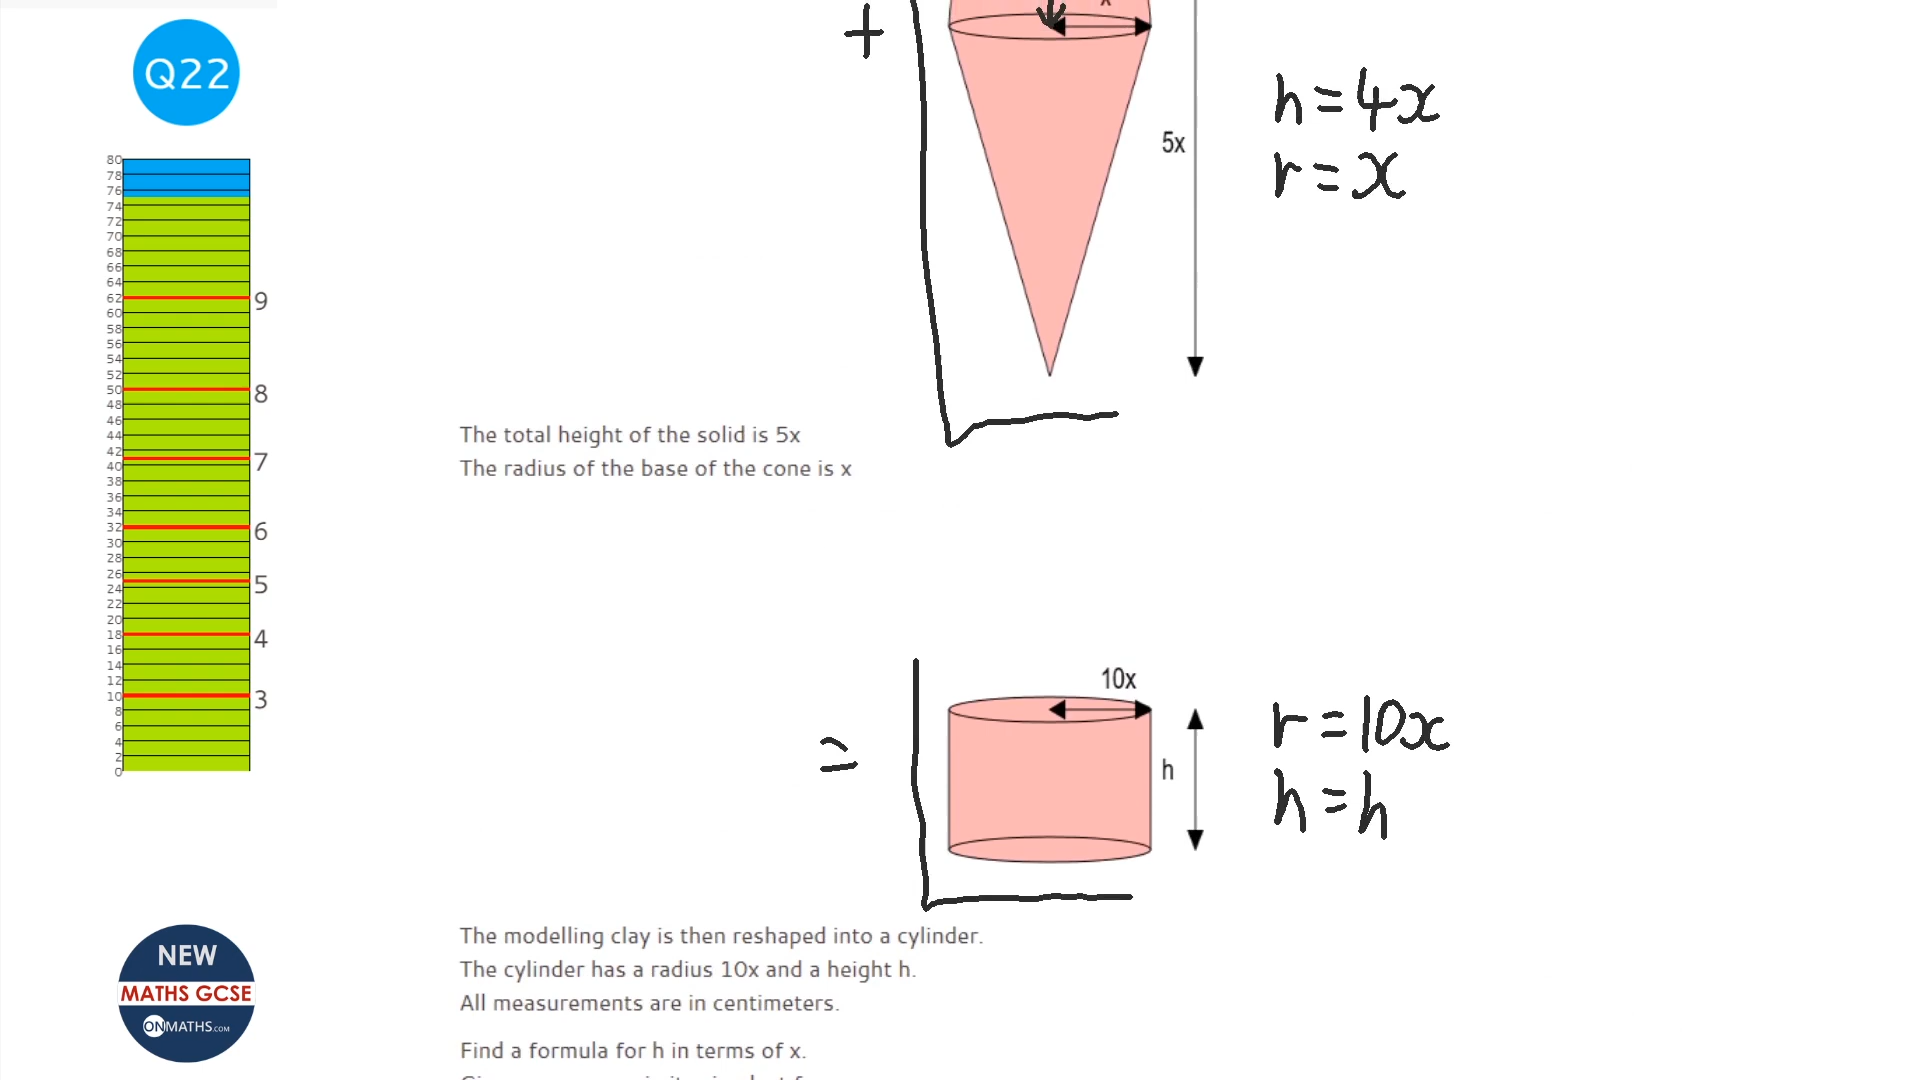 Q22
x
+
h = 4x
5x
r = x
80
78
76
74
72
70
68
66
64
62
9
60
58
56
54
52
50
8
48
46
44
42
7
40
38
36
34
32
6
30
28
26
5
24
22
20
18
4
16
14
12
10
3
8
6
4
2
0
The total height of the solid is 5x
The radius of the base of the cone is x
10x
r = 10x
=
h
h = h
NEW
MATHS GCSE
ONMATHS.COM
The modelling clay is then reshaped into a cylinder.
The cylinder has a radius 10x and a height h.
All measurements are in centimeters.
Find a formula for h in terms of x.